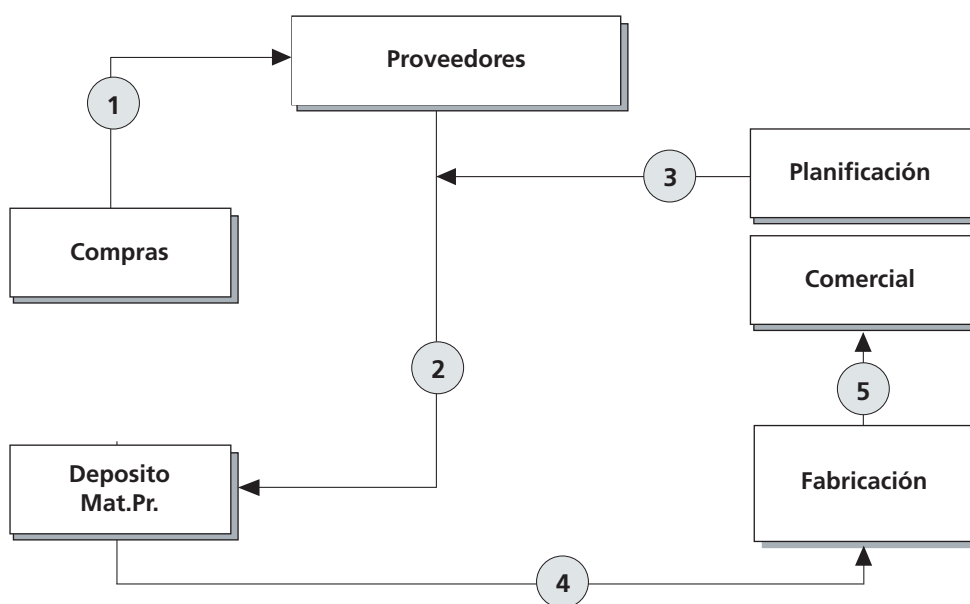 Proveedores
1
3
Planificación
Compras
Comercial
2
5
Deposito
Mat.Pr.
Fabricación
4